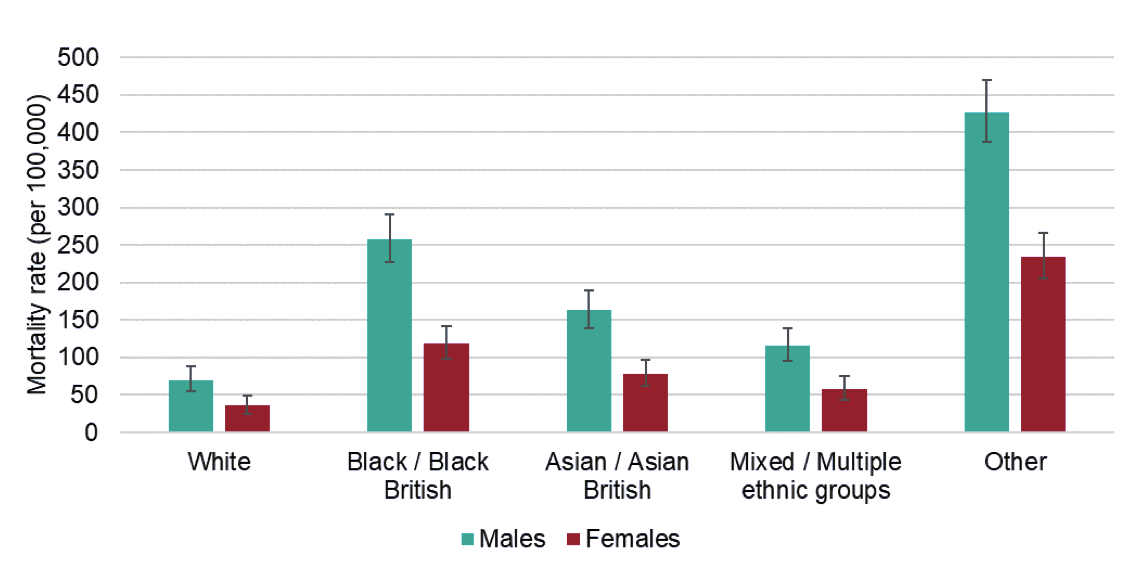 500
450
400
350
300
250
200
150
100
50
0
Mortality rate (per 100,000)
White
Black / Black
British
Asian / Asian
British
Mixed / Multiple
ethnic groups
Other
Males
Females